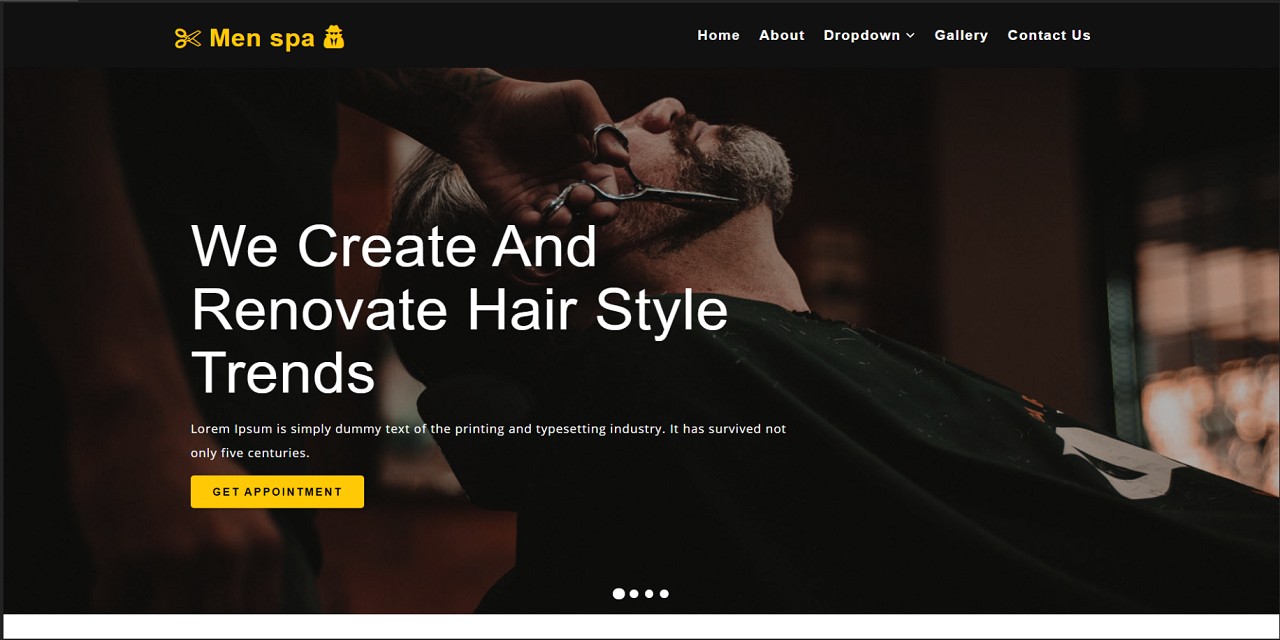 Men spa
Home About Dropdown Gallery Contact Us
We Create And
Renovate Hair Style
Trends
Lorem Ipsum is simply dummy text of the printing and typesetting industry. It has survived not
only five centuries.
GET APPOINTMENT